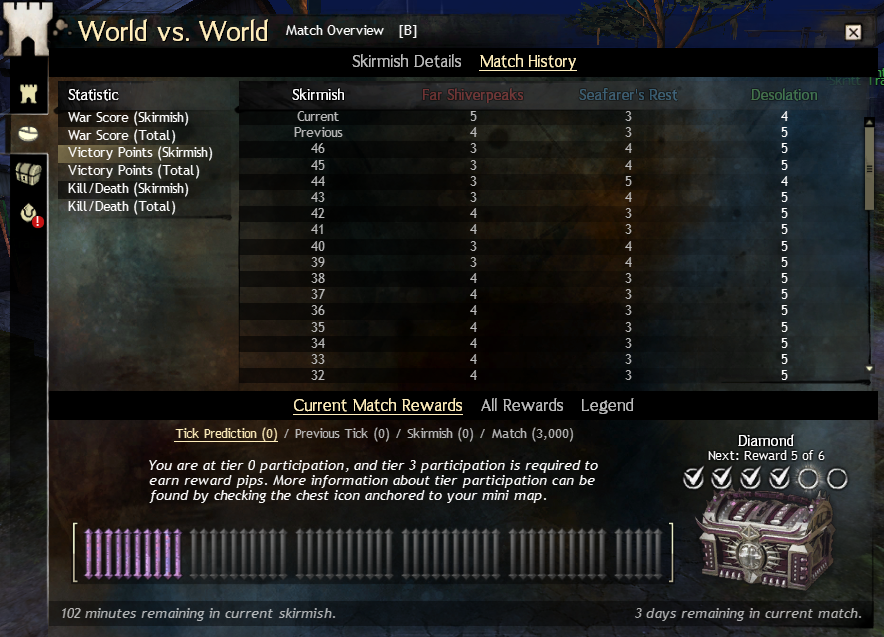 World vs. World Match Overview [B]
Skirmish Details Match History
Statistic Skirmish Far Shiverpeaks Seafarer's Rest Desolation
War Score (Skirmish) Current 5 3 4
War Score (Total) Previous 4 3 5
Victory Points (Skirmish) 46 3 4 5
Victory Points (Total) 45 3 4 5
Kill/Death (Skirmish) 44 3 5 4
Kill/Death (Total) 43 3 4 5
42 4 3 5
41 4 3 5
40 3 4 5
39 3 4 5
38 4 3 5
37 4 3 5
36 4 3 5
35 4 3 5
34 4 3 5
33 4 3 5
32 4 3 5
Current Match Rewards All Rewards Legend
Tick Prediction (0) / Previous Tick (0) / Skirmish (0) / Match (3,000)
Diamond
Next: Reward 5 of 6
You are at tier 0 participation, and tier 3 participation is required to
earn reward pips. More information about tier participation can be
found by checking the chest icon anchored to your mini map.
102 minutes remaining in current skirmish. 3 days remaining in current match.